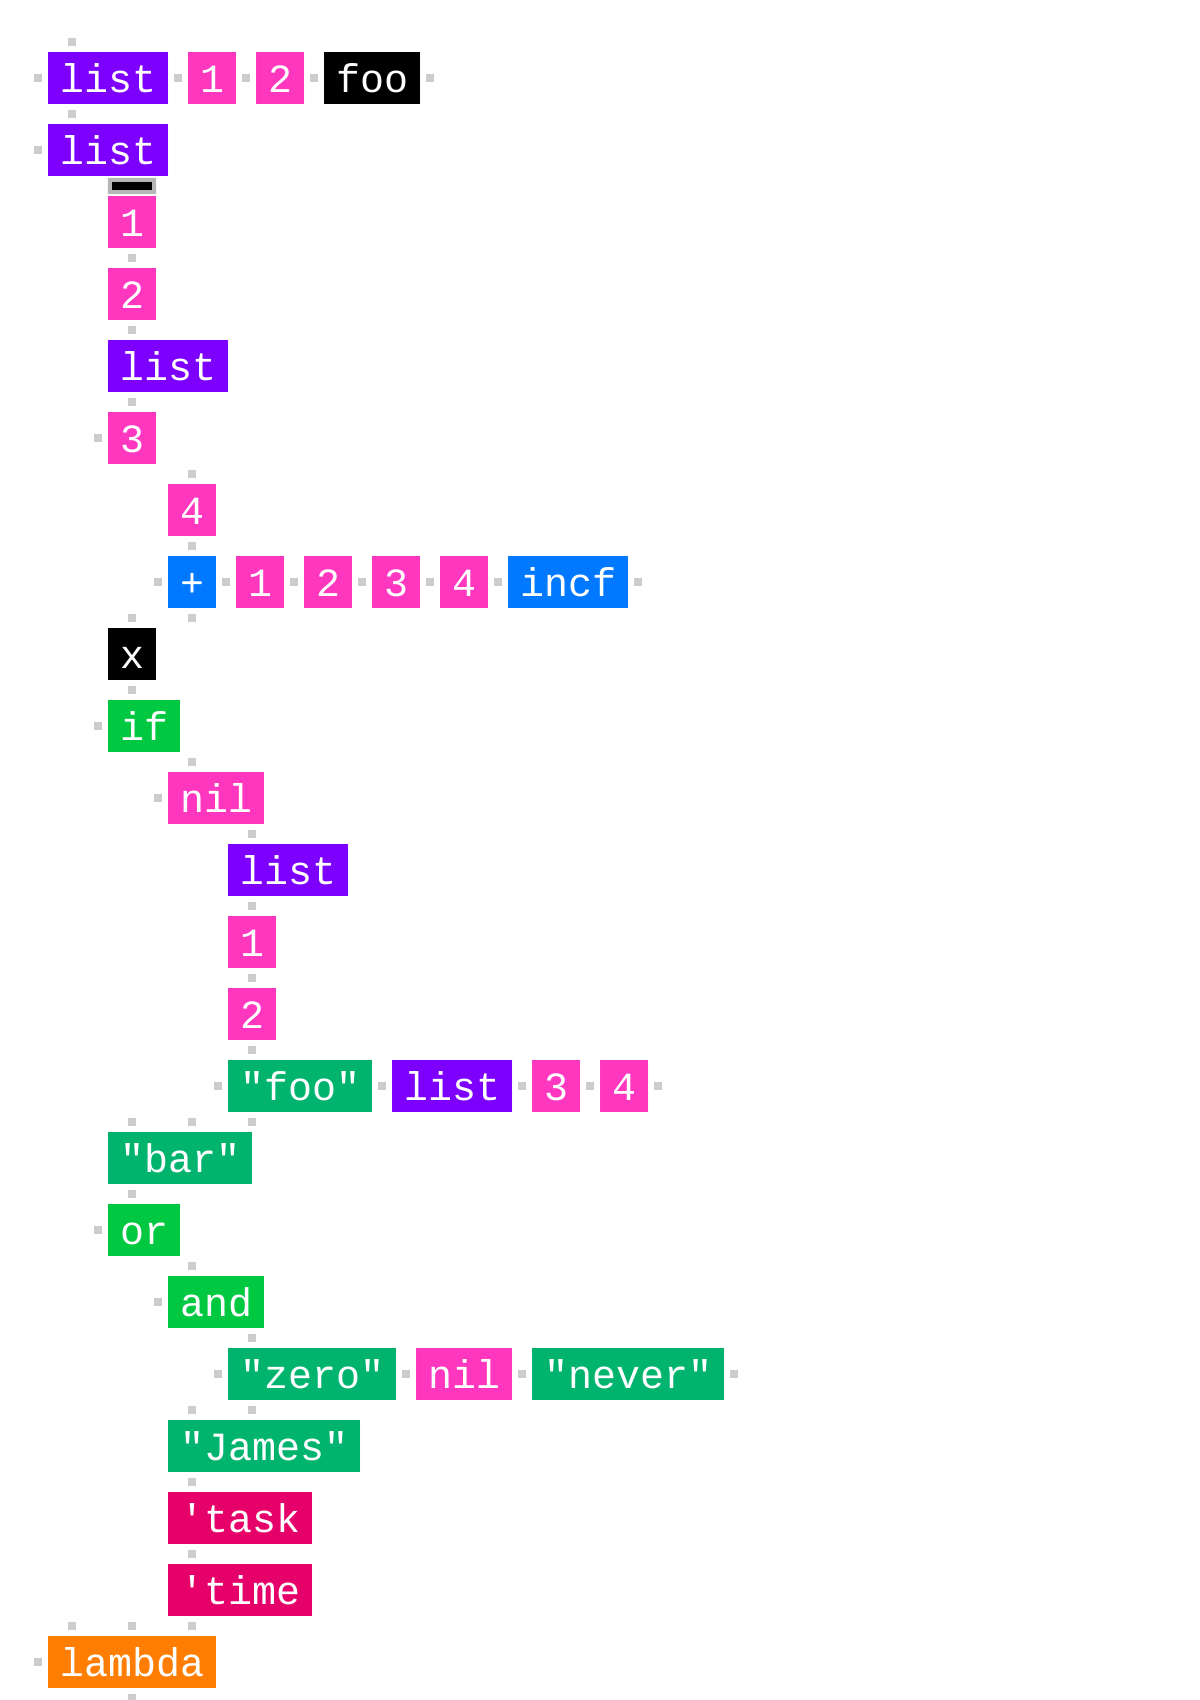 list 1 2 foo
list
1
2
list
3
4
+ 1 2 3 4 incf
x
if
nil
list
1
2
"foo" list 3 4
"bar"
or
and
"zero" nil "never"
"James"
'task
'time
lambda